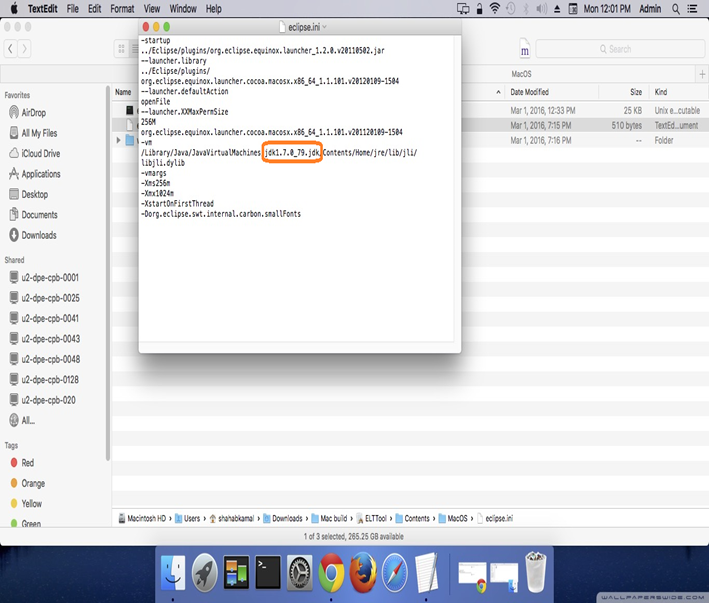 TextEdit File Edit Format View Window Help
Mon 12:01 PM Admin
eclipse.ini
-startup
../Eclipse/plugins/org.eclipse.equinox.launcher_1.2.0.v20110502.jar
--launcher.library
../Eclipse/plugins/
org.eclipse.equinox.launcher.cocoa.macosx.x86_64_1.1.101.v20120109-1504
--launcher.defaultAction
openFile
--launcher.XXMaxPermSize
256M
org.eclipse.equinox.launcher.cocoa.macosx.x86_64_1.1.101.v20120109-1504
-vm
/Library/Java/JavaVirtualMachines jdk1.7.0_79.jdk Contents/Home/jre/lib/jli/
libjli.dylib
-vmargs
-Xms256m
-Xmx1024m
-XstartOnFirstThread
-Dorg.eclipse.swt.internal.carbon.smallFonts
m
Search
MacOS
Name Date Modified Size Kind
Mar 1, 2016, 12:33 PM 25 KB Unix e...cutable
Mar 1, 2016, 7:15 PM 510 bytes TextEd...ument
Mar 1, 2016, 7:16 PM -- Folder
Favorites
AirDrop
All My Files
iCloud Drive
Applications
Desktop
Documents
Downloads
Shared
u2-dpe-cpb-0001
u2-dpe-cpb-0025
u2-dpe-cpb-0041
u2-dpe-cpb-0043
u2-dpe-cpb-0048
u2-dpe-cpb-0128
u2-dpe-cpb-020
All...
Tags
Red
Orange
Yellow
Green
Macintosh HD Users shahabkamal Downloads Mac build ELTTool Contents MacOS eclipse.ini
1 of 3 selected, 265.25 GB available
WALLPAPERSWIDE.COM